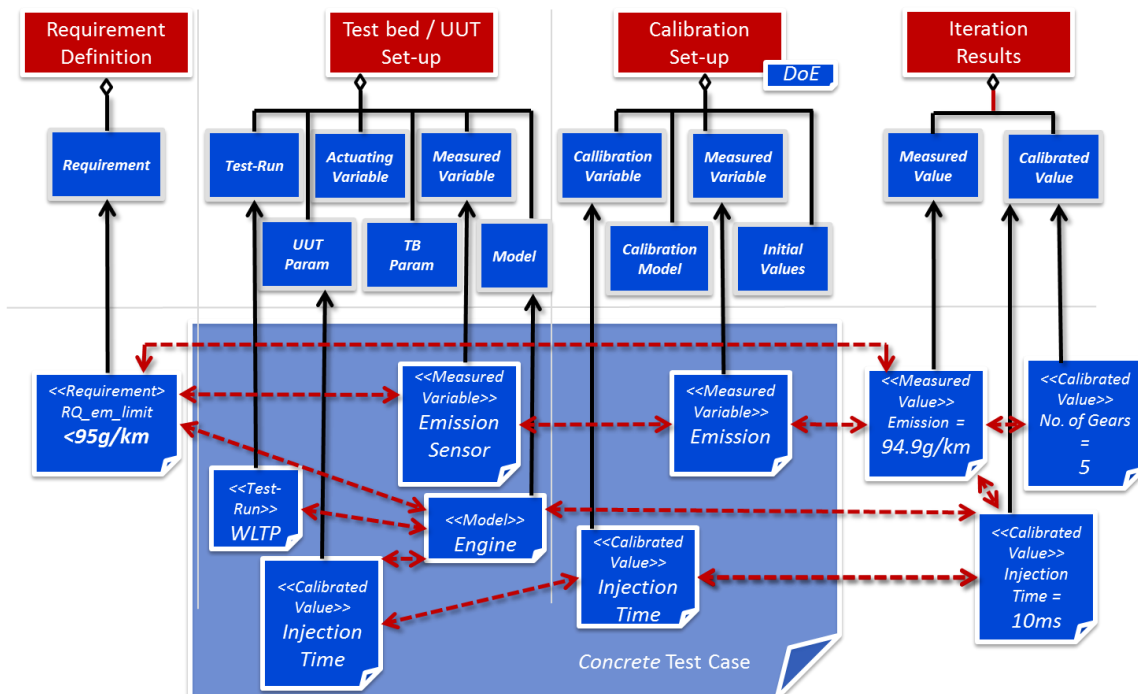 Requirement
Definition
Test bed / UUT
Set-up
Calibration
Set-up
DoE
Iteration
Results
Requirement
Test-Run
Actuating
Variable
Measured
Variable
UUT
Param
TB
Param
Model
Callibration
Variable
Measured
Variable
Calibration
Model
Initial
Values
Measured
Value
Calibrated
Value
<<Requirement>
RQ_em_limit
<95g/km
<<Measured
Variable>>
Emission
Sensor
<<Measured
Variable>>
Emission
<<Measured
Value>>
Emission =
94.9g/km
<<Calibrated
Value>>
No. of Gears
=
5
<<Test-
Run>>
WLTP
<<Model>>
Engine
<<Calibrated
Value>>
Injection
Time
<<Calibrated
Value>>
Injection
Time
<<Calibrated
Value>>
Injection
Time =
10ms
Concrete Test Case